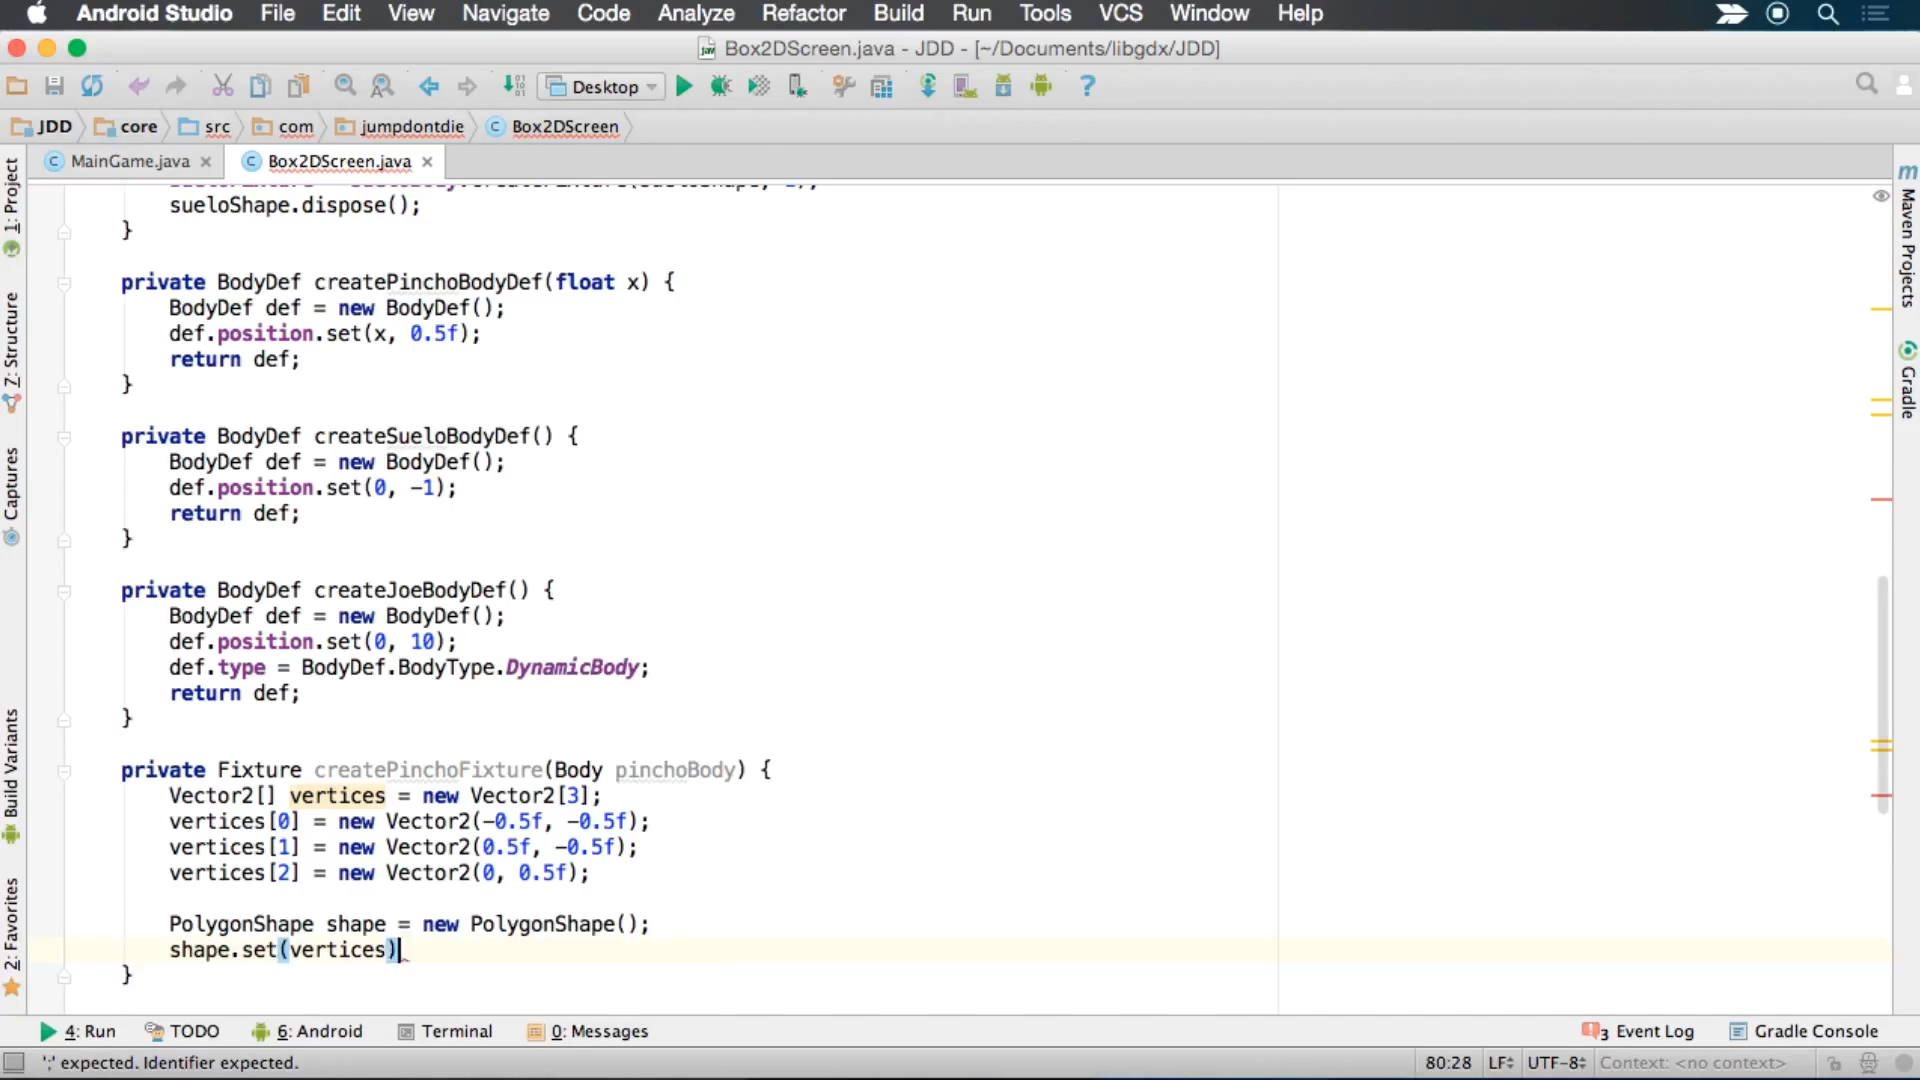 Android Studio File Edit View Navigate Code Analyze Refactor Build Run Tools VCS Window Help
Box2DScreen.java - JDD - [~/Documents/libgdx/JDD]
Desktop
JDD core src com jumpdontdie Box2DScreen
MainGame.java Box2DScreen.java
1: Project
7: Structure
Captures
Build Variants
2: Favorites
sueloShape.dispose();
}
private BodyDef createPinchoBodyDef(float x) {
BodyDef def = new BodyDef();
def.position.set(x, 0.5f);
return def;
}
private BodyDef createSueloBodyDef() {
BodyDef def = new BodyDef();
def.position.set(0, -1);
return def;
}
private BodyDef createJoeBodyDef() {
BodyDef def = new BodyDef();
def.position.set(0, 10);
def.type = BodyDef.BodyType.DynamicBody;
return def;
}
private Fixture createPinchoFixture(Body pinchoBody) {
Vector2[] vertices = new Vector2[3];
vertices[0] = new Vector2(-0.5f, -0.5f);
vertices[1] = new Vector2(0.5f, -0.5f);
vertices[2] = new Vector2(0, 0.5f);
PolygonShape shape = new PolygonShape();
shape.set(vertices)
}
m Maven Projects
Gradle
4: Run TODO 6: Android Terminal 0: Messages 3 Event Log Gradle Console
';' expected. Identifier expected. 80:28 LF UTF-8 Context: <no context>